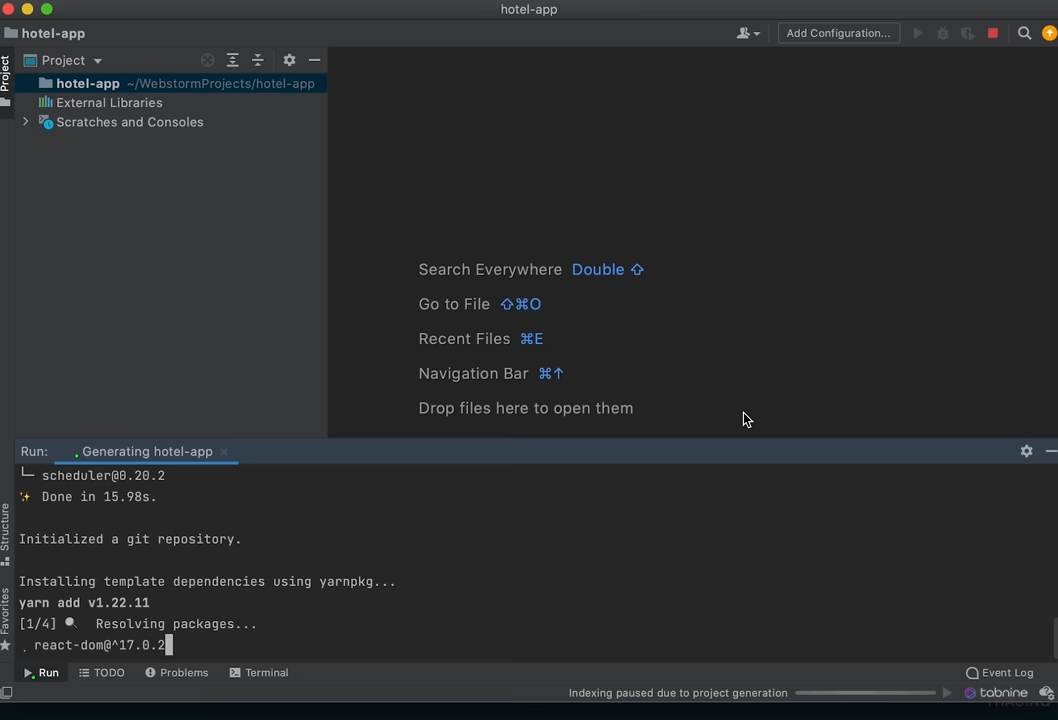 hotel-app
hotel-app
Add Configuration...
Project
Project
hotel-app ~/WebstormProjects/hotel-app
External Libraries
Scratches and Consoles
Search Everywhere Double ⇧
Go to File ⇧⌘O
Recent Files ⌘E
Navigation Bar ⌘↑
Drop files here to open them
Run: Generating hotel-app
└─ scheduler@0.20.2
✨ Done in 15.98s.
Initialized a git repository.
Installing template dependencies using yarnpkg...
yarn add v1.22.11
[1/4] 🔍 Resolving packages...
react-dom@^17.0.2
Structure
Favorites
Run TODO Problems Terminal Event Log
Indexing paused due to project generation tabnine